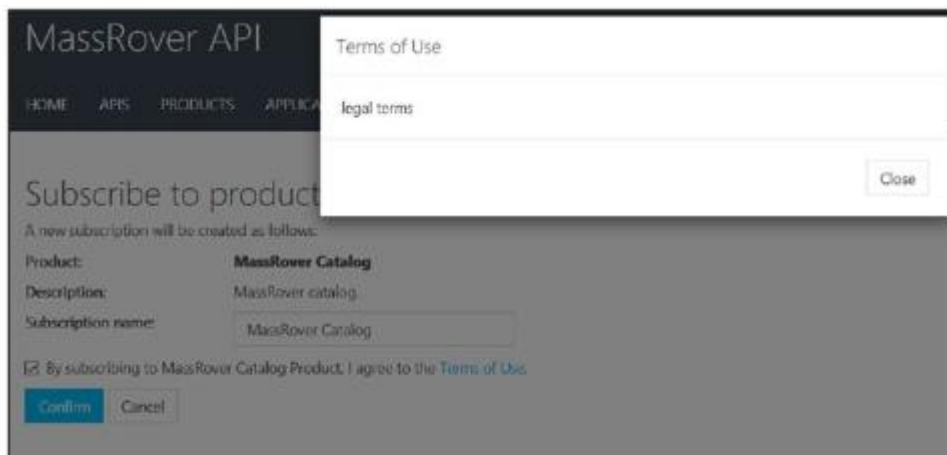 MassRover API
Terms of Use
HOME APIS PRODUCTS APPLICA
legal terms
Close
Subscribe to product
A new subscription will be created as follows:
Product: MassRover Catalog
Description: MassRover catalog.
Subscription name: MassRover Catalog
By subscribing to MassRover Catalog Product, I agree to the Terms of Use.
Confirm Cancel